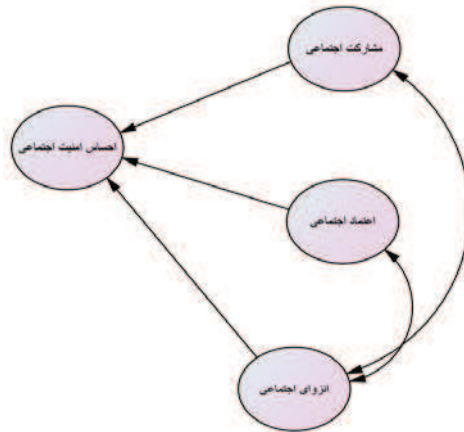 مشارکت اجتماعی
احساس امنیت اجتماعی
اعتماد اجتماعی
انزوای اجتماعی